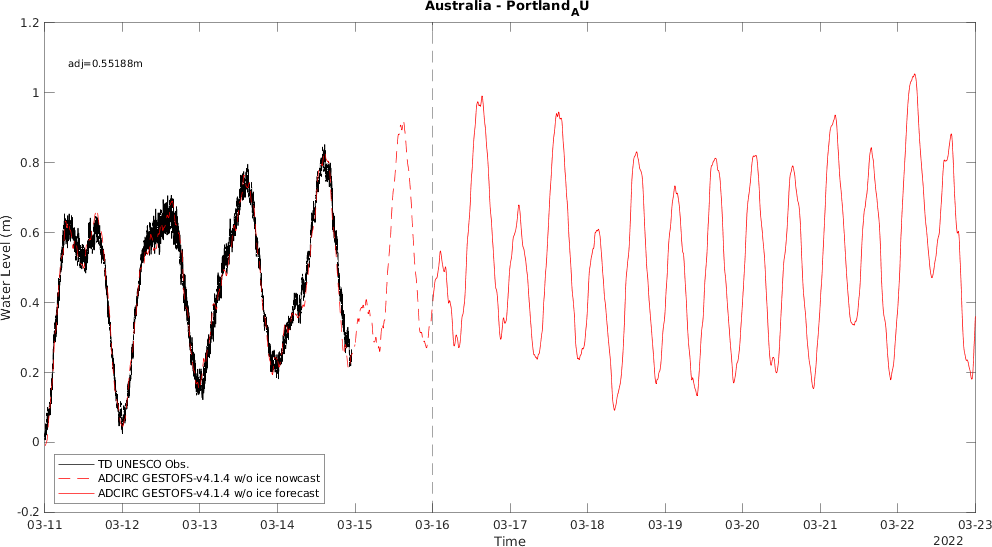 Australia - Portland_AU
adj=0.55188m
Water Level (m)
1.2
1
0.8
0.6
0.4
0.2
0
-0.2
TD UNESCO Obs.
ADCIRC GESTOFS-v4.1.4 w/o ice nowcast
ADCIRC GESTOFS-v4.1.4 w/o ice forecast
03-11 03-12 03-13 03-14 03-15 03-16 03-17 03-18 03-19 03-20 03-21 03-22 03-23
Time
2022